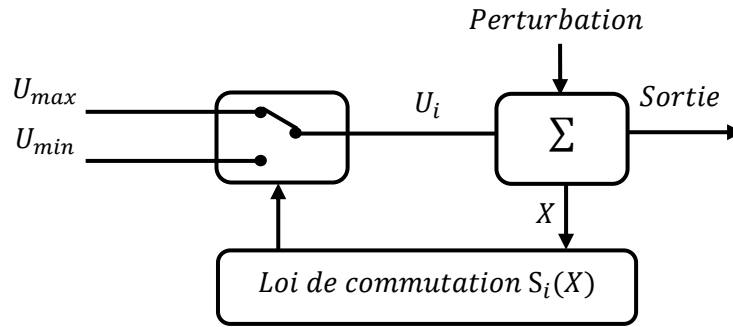 Perturbation
U_max
U_min
U_i
Σ
Sortie
X
Loi de commutation S_i(X)